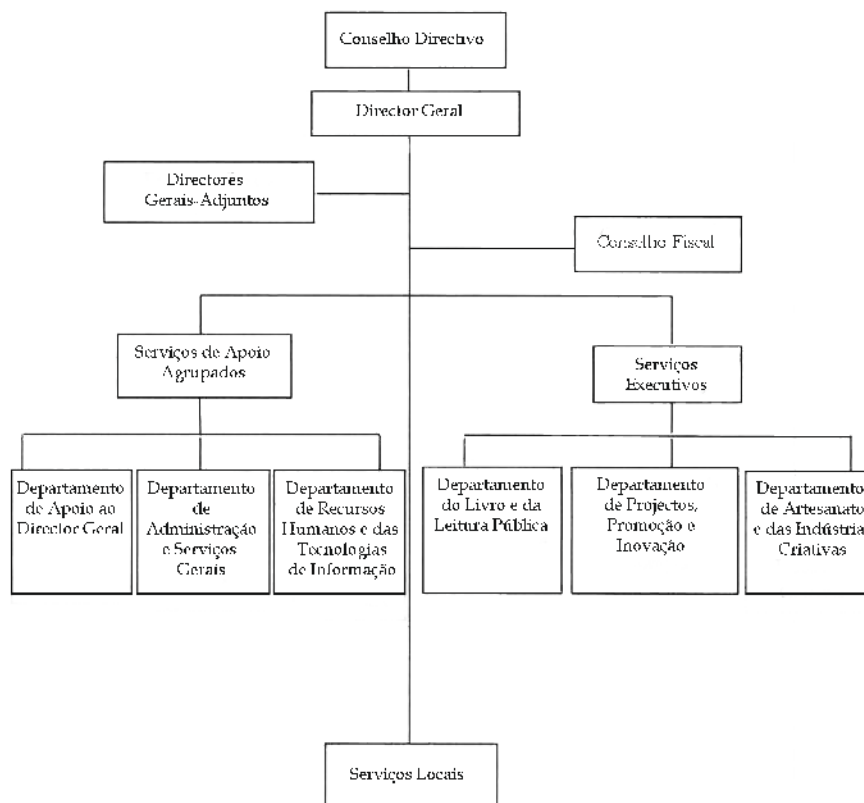 Conselho Directivo
Director Geral
Directores
Gerais-Adjuntos
Conselho Fiscal
Serviços de Apoio
Agrupados
Serviços
Executivos
Departamento
de Apoio ao
Director Geral
Departamento
de
Administração
e Serviços
Gerais
Departamento
de Recursos
Humanos e das
Tecnologias
de Informação
Departamento
do Livro e da
Leitura Pública
Departamento
de Projectos,
Promoção e
Inovação
Departamento
de Artesanato
e das Indústria
Criativas
Serviços Locais